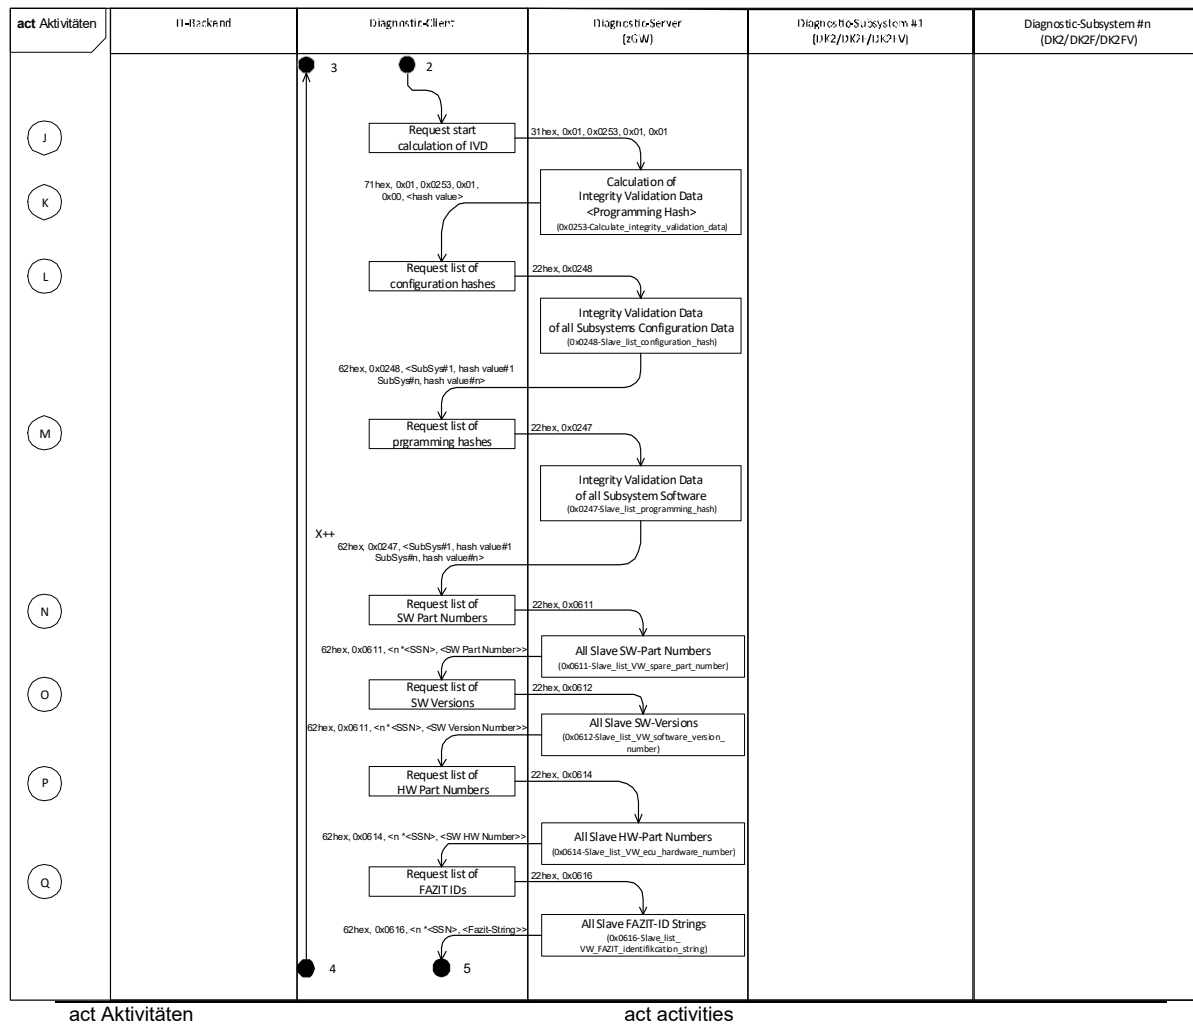 act Aktivitäten
IT-Backend
Diagnostic-Client
Diagnostic-Server
(zGW)
Diagnostic-Subsystem #1
(DK2/DK2F/DK2FV)
Diagnostic-Subsystem #n
(DK2/DK2F/DK2FV)
3
2
J
Request start
calculation of IVD
31hex, 0x01, 0x0253, 0x01, 0x01
K
71hex, 0x01, 0x0253, 0x01,
0x00, <hash value>
Calculation of
Integrity Validation Data
<Programming Hash>
(0x0253-Calculate_integrity_validation_data)
L
Request list of
configuration hashes
22hex, 0x0248
Integrity Validation Data
of all Subsystems Configuration Data
(0x0248-Slave_list_configuration_hash)
62hex, 0x0248, <SubSys#1, hash value#1
SubSys#n, hash value#n>
M
Request list of
prgramming hashes
22hex, 0x0247
Integrity Validation Data
of all Subsystem Software
(0x0247-Slave_list_programming_hash)
X++
62hex, 0x0247, <SubSys#1, hash value#1
SubSys#n, hash value#n>
N
Request list of
SW Part Numbers
22hex, 0x0611
62hex, 0x0611, <n *<SSN>, <SW Part Number>>
All Slave SW-Part Numbers
(0x0611-Slave_list_VW_spare_part_number)
O
Request list of
SW Versions
22hex, 0x0612
62hex, 0x0611, <n *<SSN>, <SW Version Number>>
All Slave SW-Versions
(0x0612-Slave_list_VW_software_version_
number)
P
Request list of
HW Part Numbers
22hex, 0x0614
62hex, 0x0614, <n *<SSN>, <SW HW Number>>
All Slave HW-Part Numbers
(0x0614-Slave_list_VW_ecu_hardware_number)
Q
Request list of
FAZIT IDs
22hex, 0x0616
62hex, 0x0616, <n *<SSN>, <Fazit-String>>
All Slave FAZIT-ID Strings
(0x0616-Slave_list_
VW_FAZIT_identifikcation_string)
4
5
act Aktivitäten
act activities